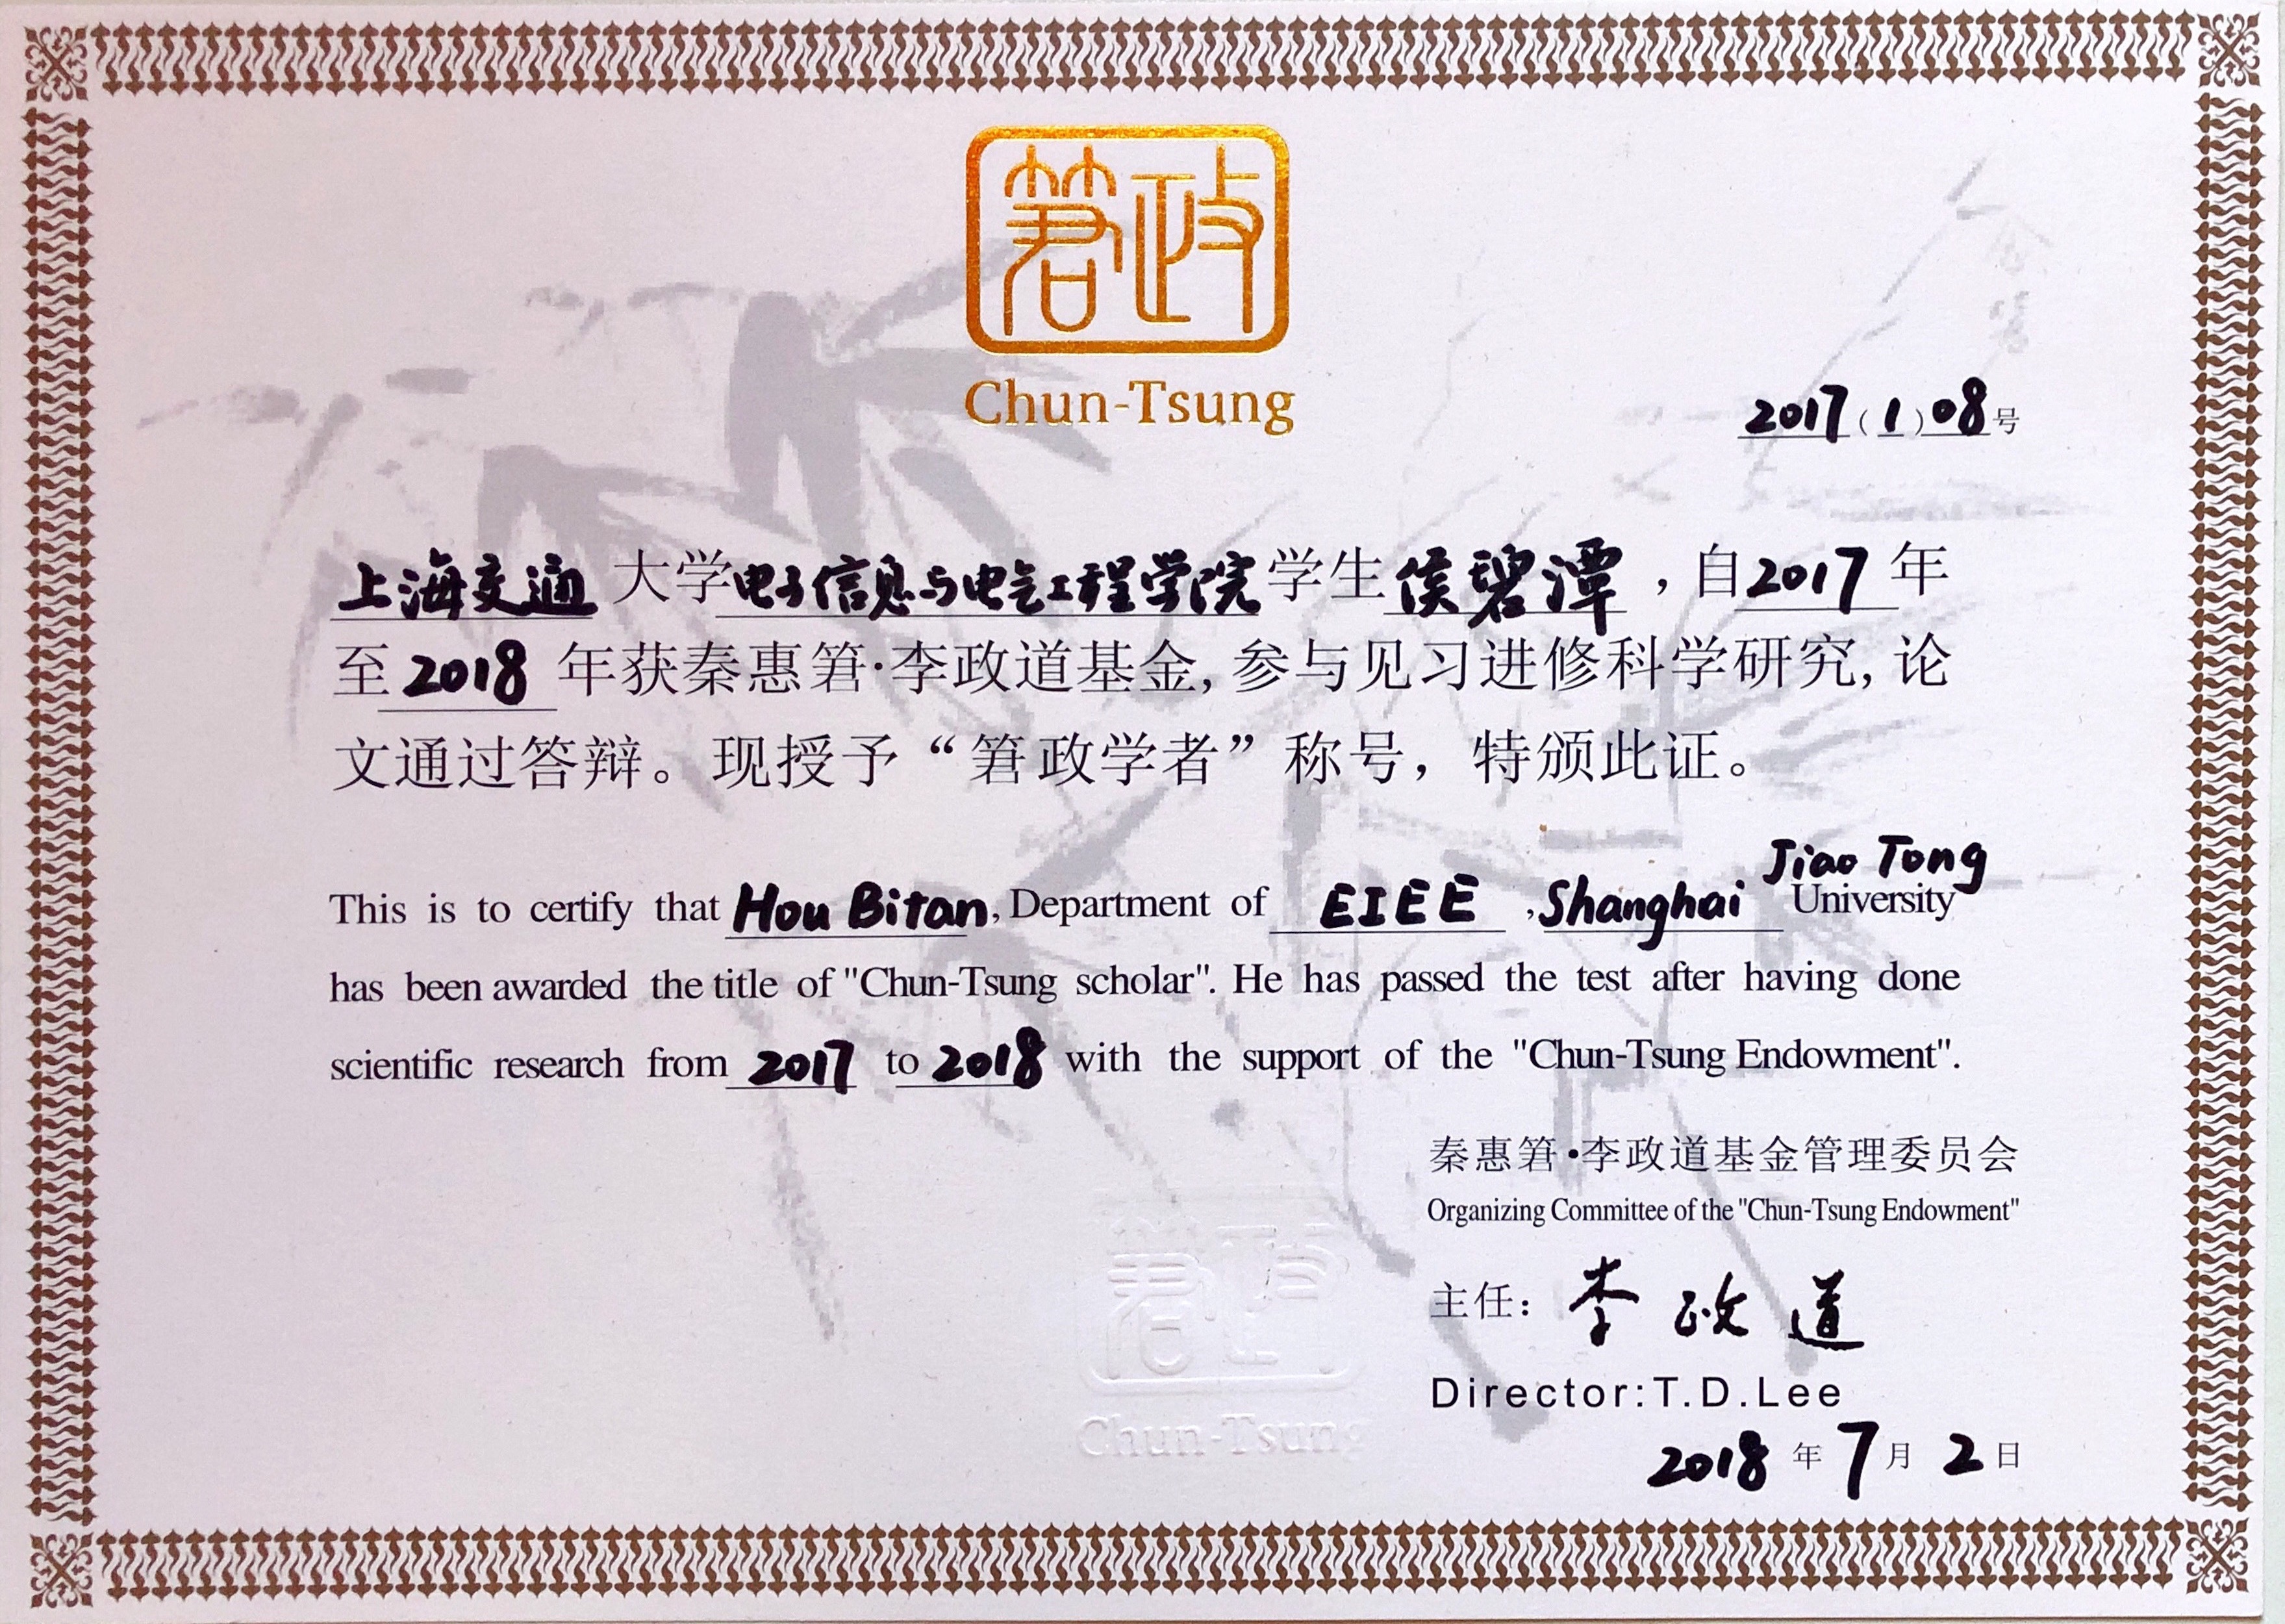 箬政
Chun-Tsung
2017(1)08号
上海交通大学电子信息与电气工程学院学生侯碧潭，自2017年
至2018年获秦惠䇹·李政道基金,参与见习进修科学研究,论
文通过答辩。现授予“䇹政学者”称号，特颁此证。
Jiao Tong
This is to certify that Hou Bitan, Department of EIEE, Shanghai University
has been awarded the title of "Chun-Tsung scholar". He has passed the test after having done
scientific research from 2017 to 2018 with the support of the "Chun-Tsung Endowment".
秦惠䇹•李政道基金管理委员会
Organizing Committee of the "Chun-Tsung Endowment"
主任：李政道
Director:T.D.Lee
2018年7月2日
䇹政
Chun-Tsung